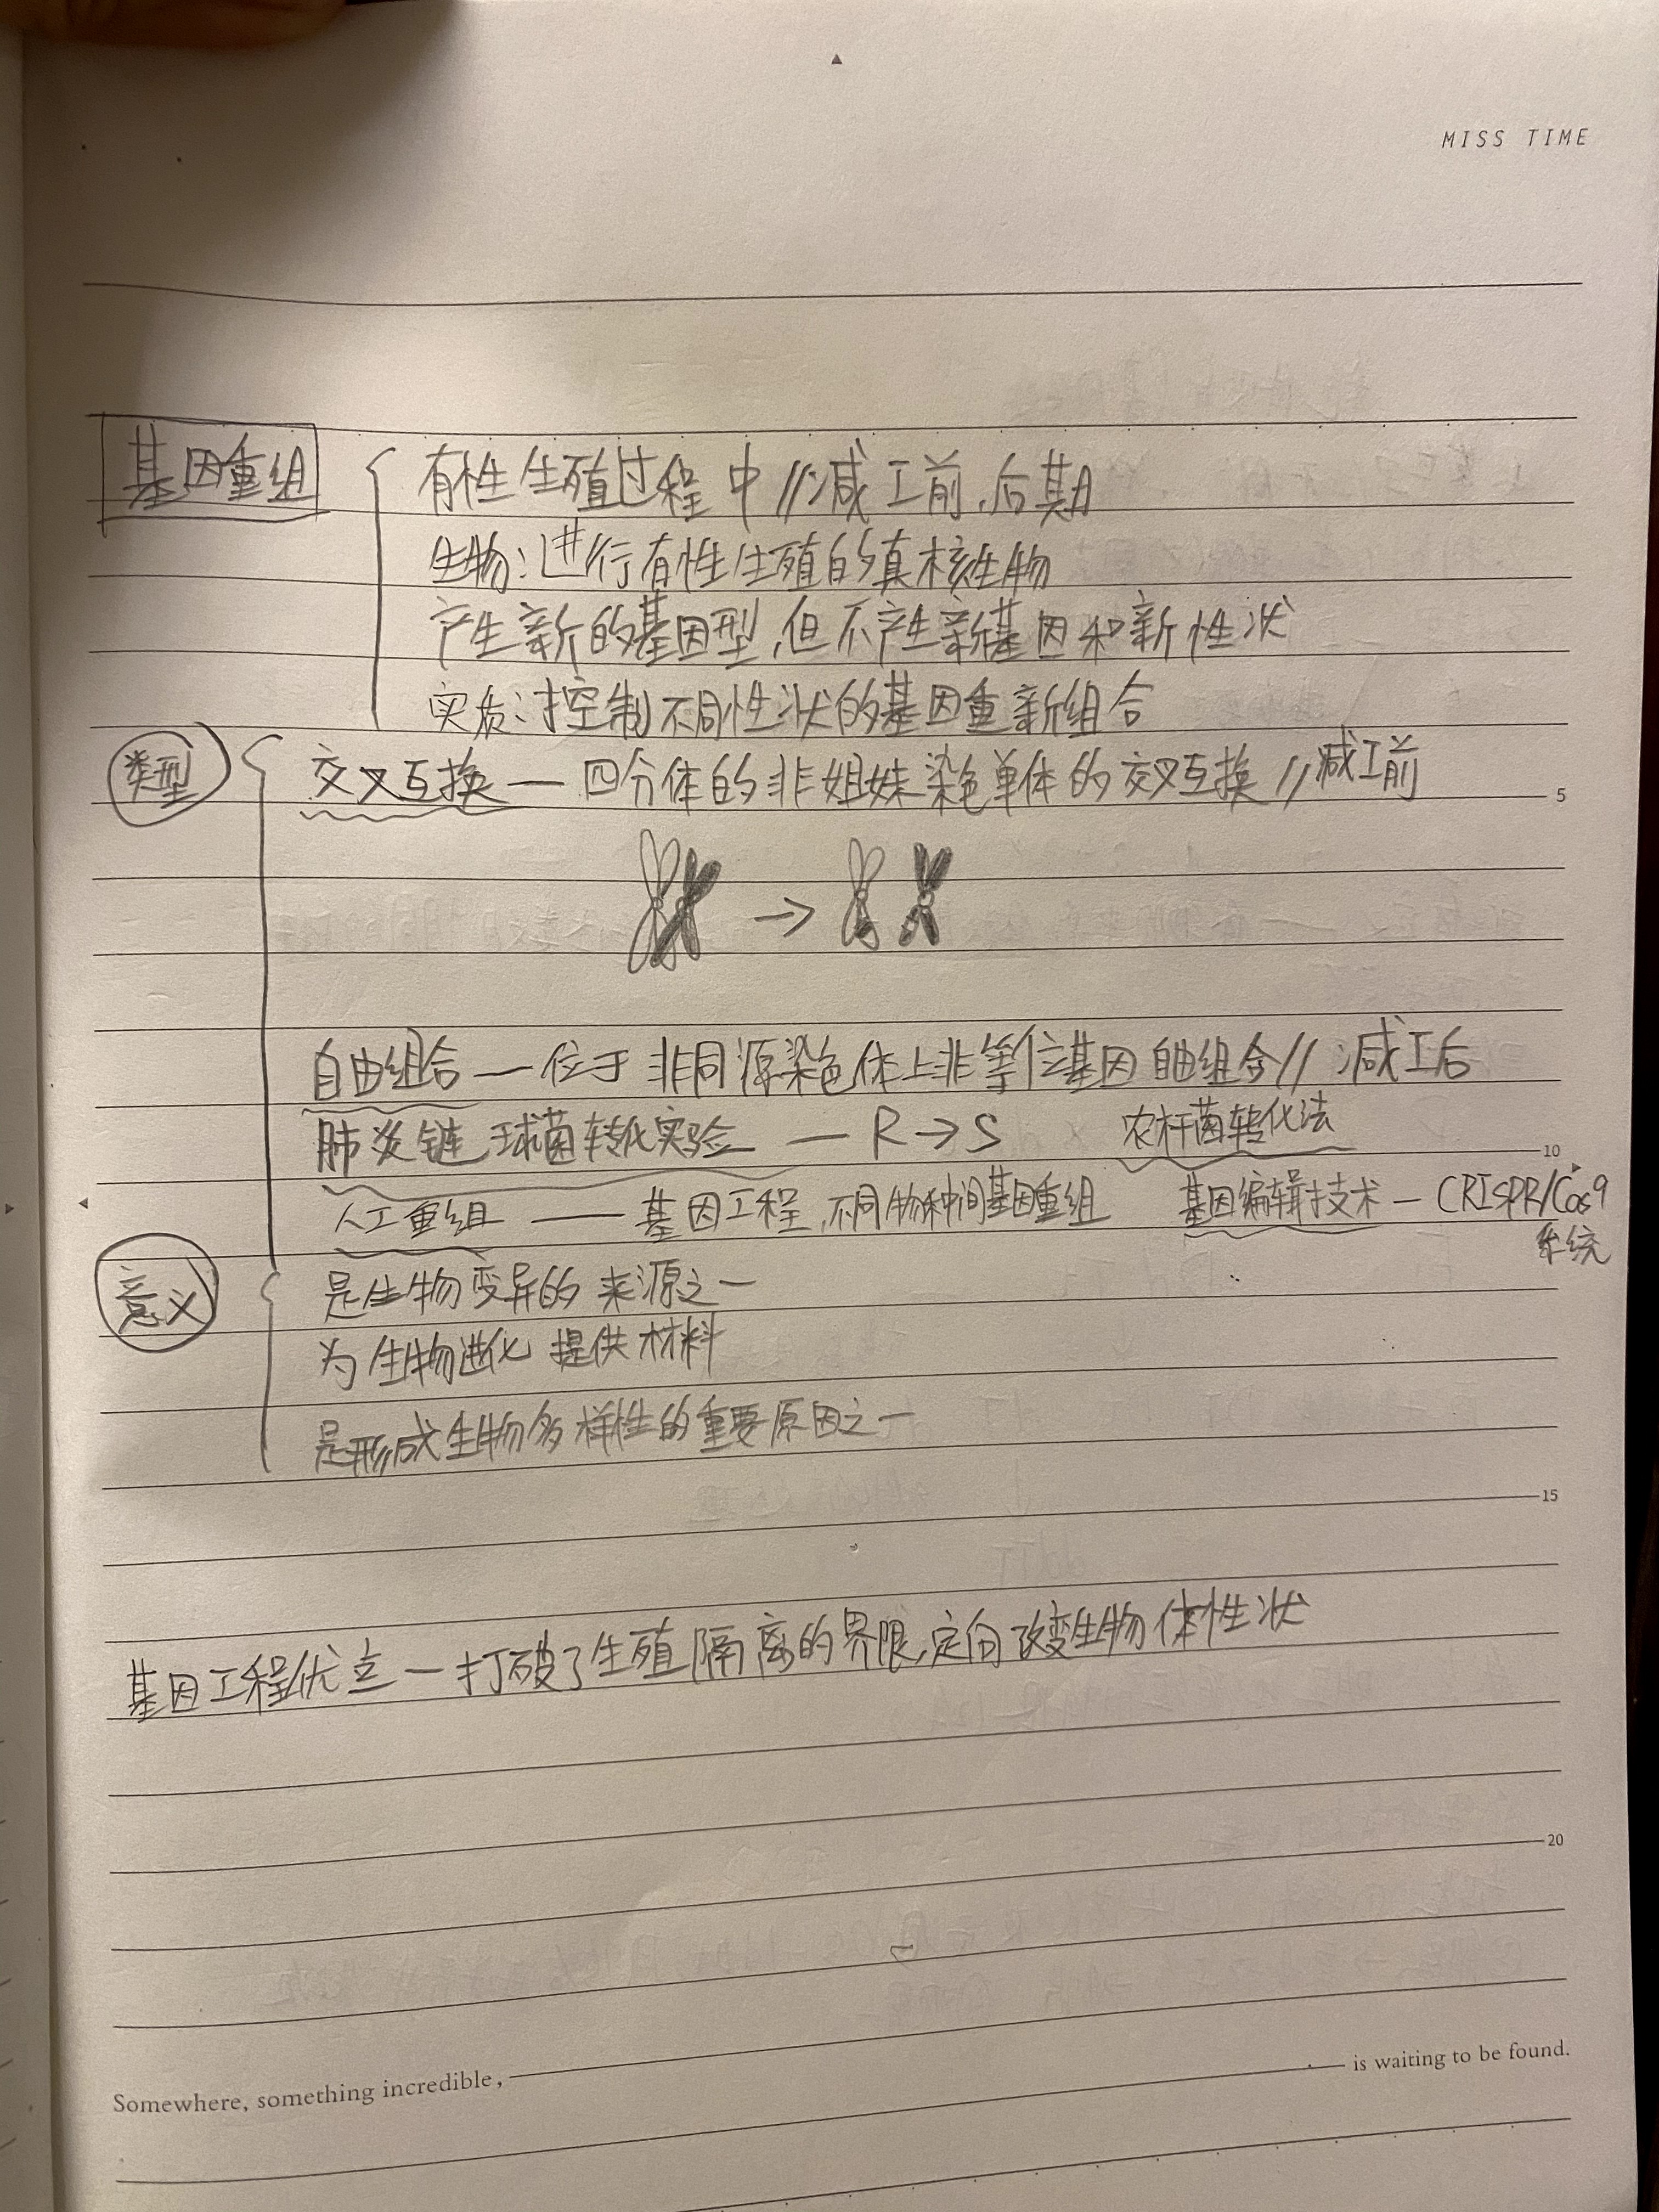 MISS TIME
基因重组
有性生殖过程中 // 减Ⅰ前、后期
生物:进行有性生殖的真核生物
产生新的基因型,但不产生新基因和新性状
实质:控制不同性状的基因重新组合
类型
交叉互换 — 四分体的非姐妹染色单体的交叉互换 // 减Ⅰ前
5
→
自由组合 — 位于非同源染色体上非等位基因自由组合 // 减Ⅰ后
肺炎链球菌转化实验 — R→S 农杆菌转化法
10
人工重组 — 基因工程,不同物种间基因重组 基因编辑技术 — CRISPR/Cas9
系统
意义
是生物变异的来源之一
为生物进化提供材料
是形成生物多样性的重要原因之一
15
基因工程优点 — 打破了生殖隔离的界限,定向改变生物体性状
20
Somewhere, something incredible, is waiting to be found.